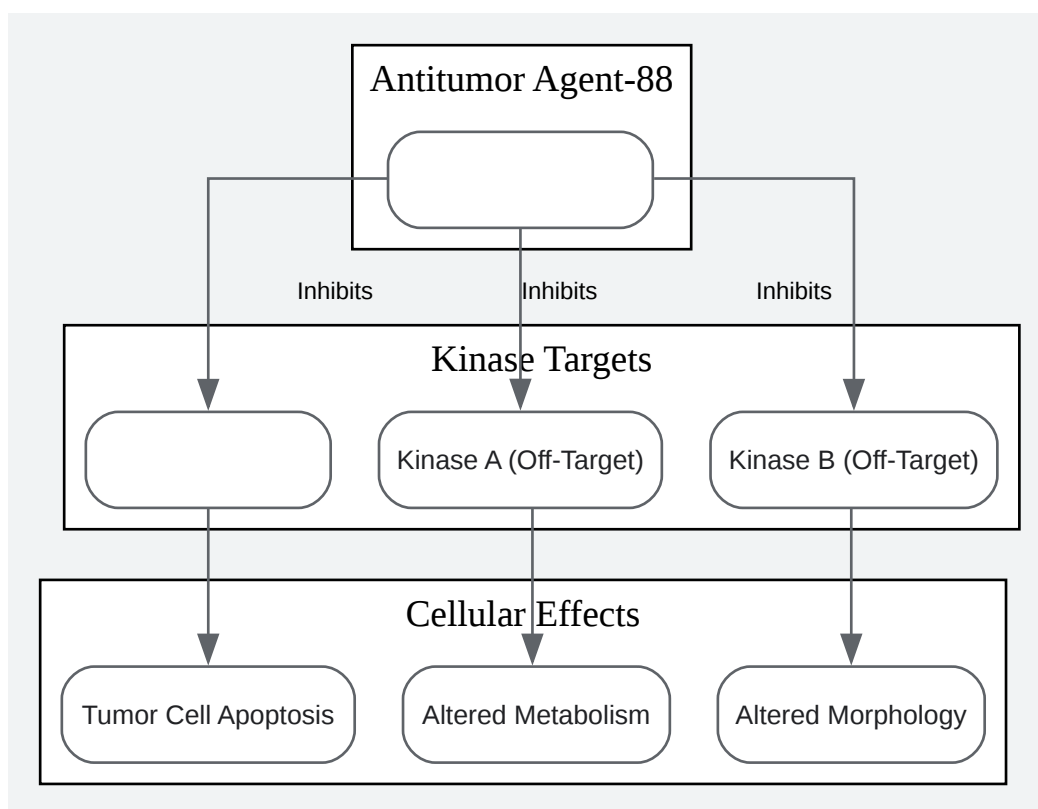 Antitumor Agent-88
Inhibits
Inhibits
Inhibits
Kinase Targets
Kinase A (Off-Target)
Kinase B (Off-Target)
Cellular Effects
Tumor Cell Apoptosis
Altered Metabolism
Altered Morphology